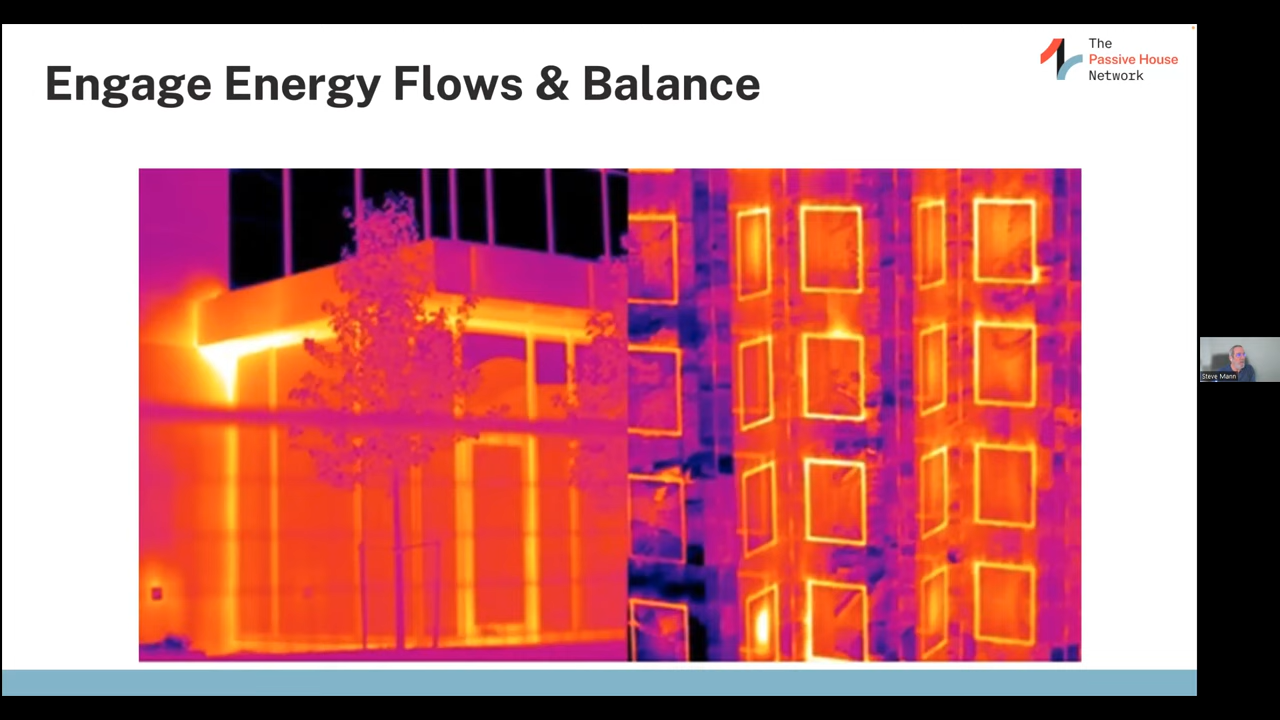 Engage Energy Flows & Balance
The
Passive House
Network
Steve Mann